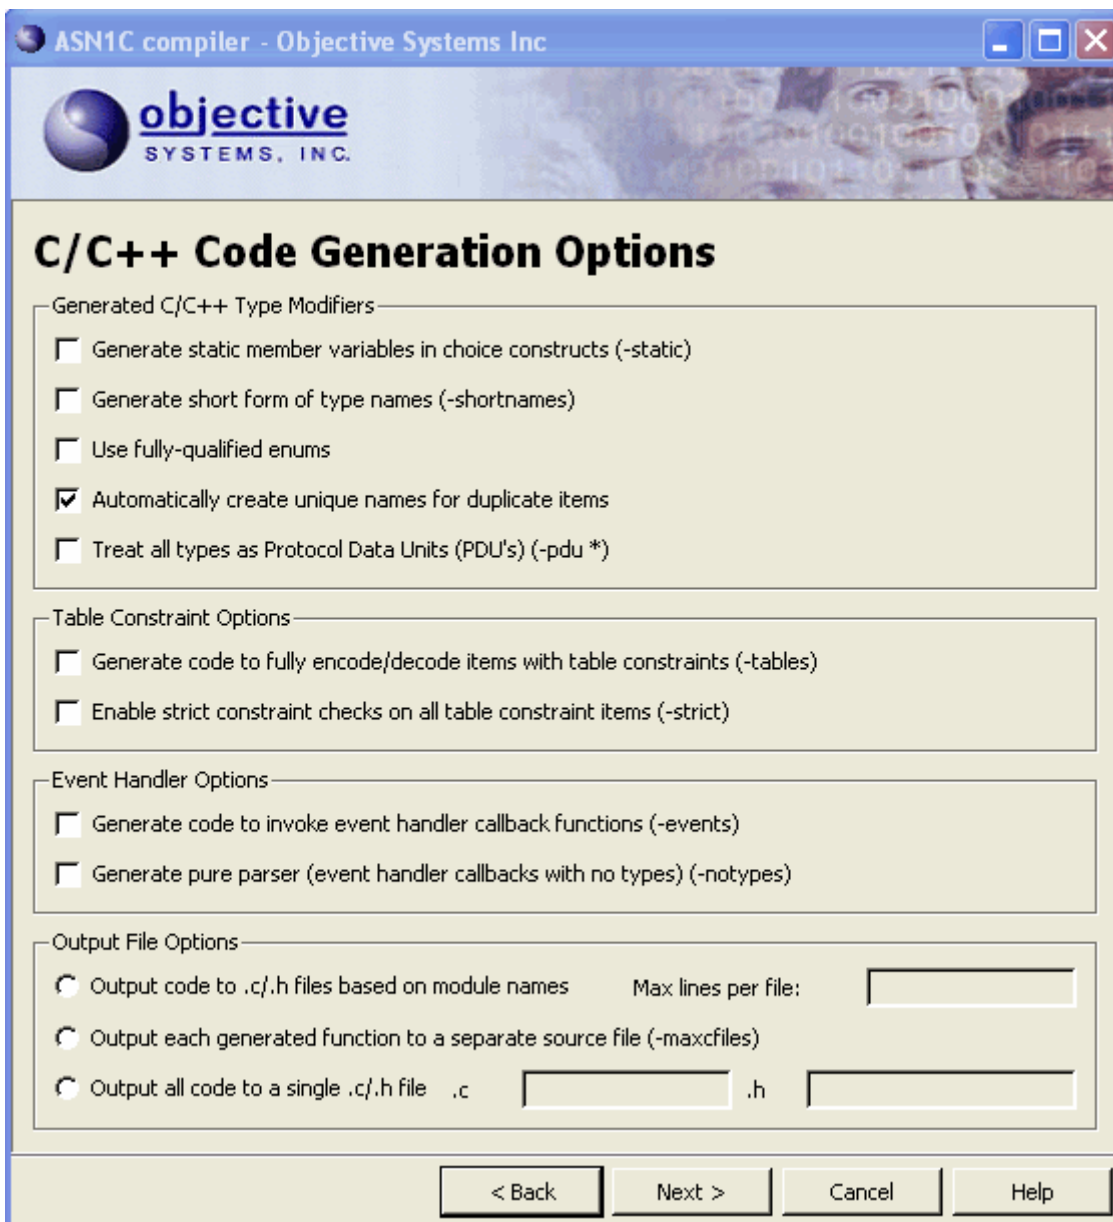 ASN1C compiler - Objective Systems Inc
objective
SYSTEMS, INC.
C/C++ Code Generation Options
Generated C/C++ Type Modifiers
Generate static member variables in choice constructs (-static)
Generate short form of type names (-shortnames)
Use fully-qualified enums
Automatically create unique names for duplicate items
Treat all types as Protocol Data Units (PDU's) (-pdu *)
Table Constraint Options
Generate code to fully encode/decode items with table constraints (-tables)
Enable strict constraint checks on all table constraint items (-strict)
Event Handler Options
Generate code to invoke event handler callback functions (-events)
Generate pure parser (event handler callbacks with no types) (-notypes)
Output File Options
Output code to .c/.h files based on module names Max lines per file:
Output each generated function to a separate source file (-maxcfiles)
Output all code to a single .c/.h file .c .h
< Back Next > Cancel Help